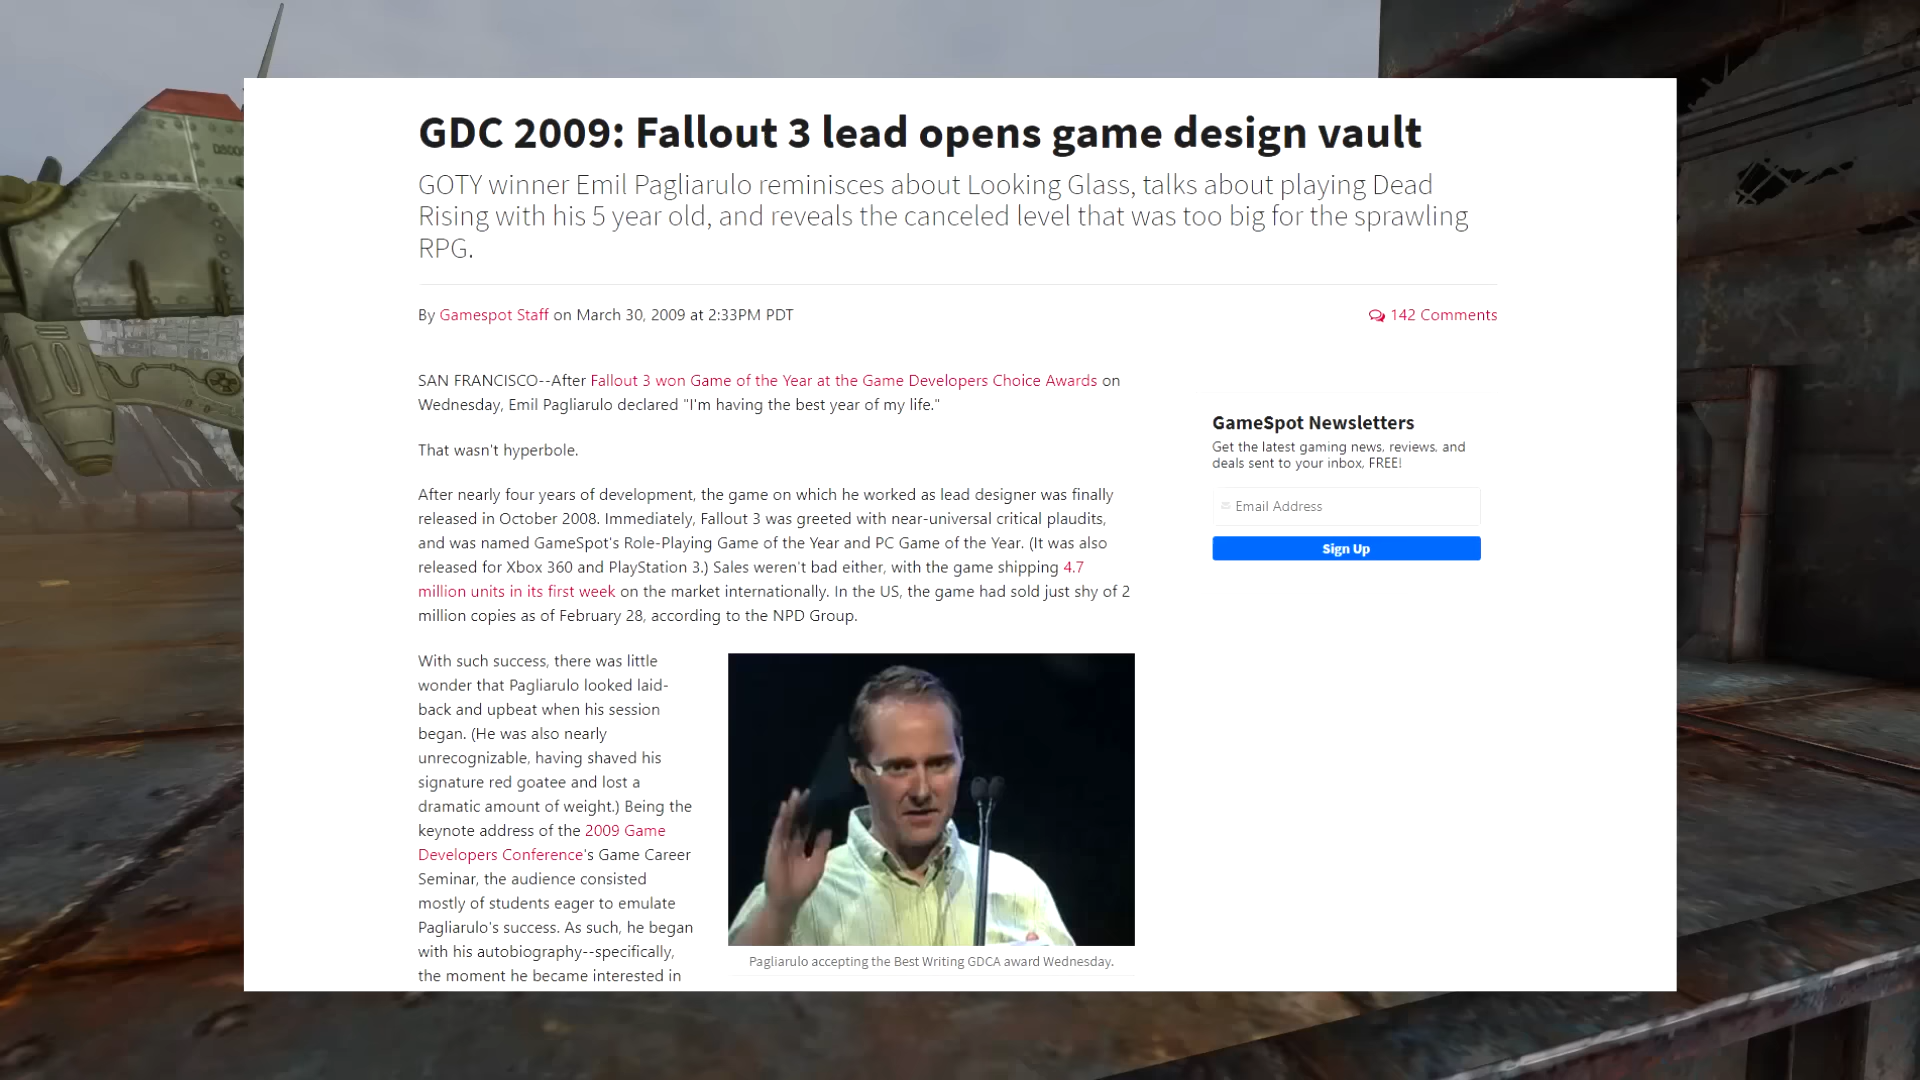 GDC 2009: Fallout 3 lead opens game design vault
GOTY winner Emil Pagliarulo reminisces about Looking Glass, talks about playing Dead
Rising with his 5 year old, and reveals the canceled level that was too big for the sprawling
RPG.
By Gamespot Staff on March 30, 2009 at 2:33PM PDT
142 Comments
SAN FRANCISCO--After Fallout 3 won Game of the Year at the Game Developers Choice Awards on
Wednesday, Emil Pagliarulo declared "I'm having the best year of my life."
That wasn't hyperbole.
After nearly four years of development, the game on which he worked as lead designer was finally
released in October 2008. Immediately, Fallout 3 was greeted with near-universal critical plaudits,
and was named GameSpot's Role-Playing Game of the Year and PC Game of the Year. (It was also
released for Xbox 360 and PlayStation 3.) Sales weren't bad either, with the game shipping 4.7
million units in its first week on the market internationally. In the US, the game had sold just shy of 2
million copies as of February 28, according to the NPD Group.
With such success, there was little
wonder that Pagliarulo looked laid-
back and upbeat when his session
began. (He was also nearly
unrecognizable, having shaved his
signature red goatee and lost a
dramatic amount of weight.) Being the
keynote address of the 2009 Game
Developers Conference's Game Career
Seminar, the audience consisted
mostly of students eager to emulate
Pagliarulo's success. As such, he began
with his autobiography--specifically,
the moment he became interested in
Pagliarulo accepting the Best Writing GDCA award Wednesday.
GameSpot Newsletters
Get the latest gaming news, reviews, and
deals sent to your inbox, FREE!
Email Address
Sign Up